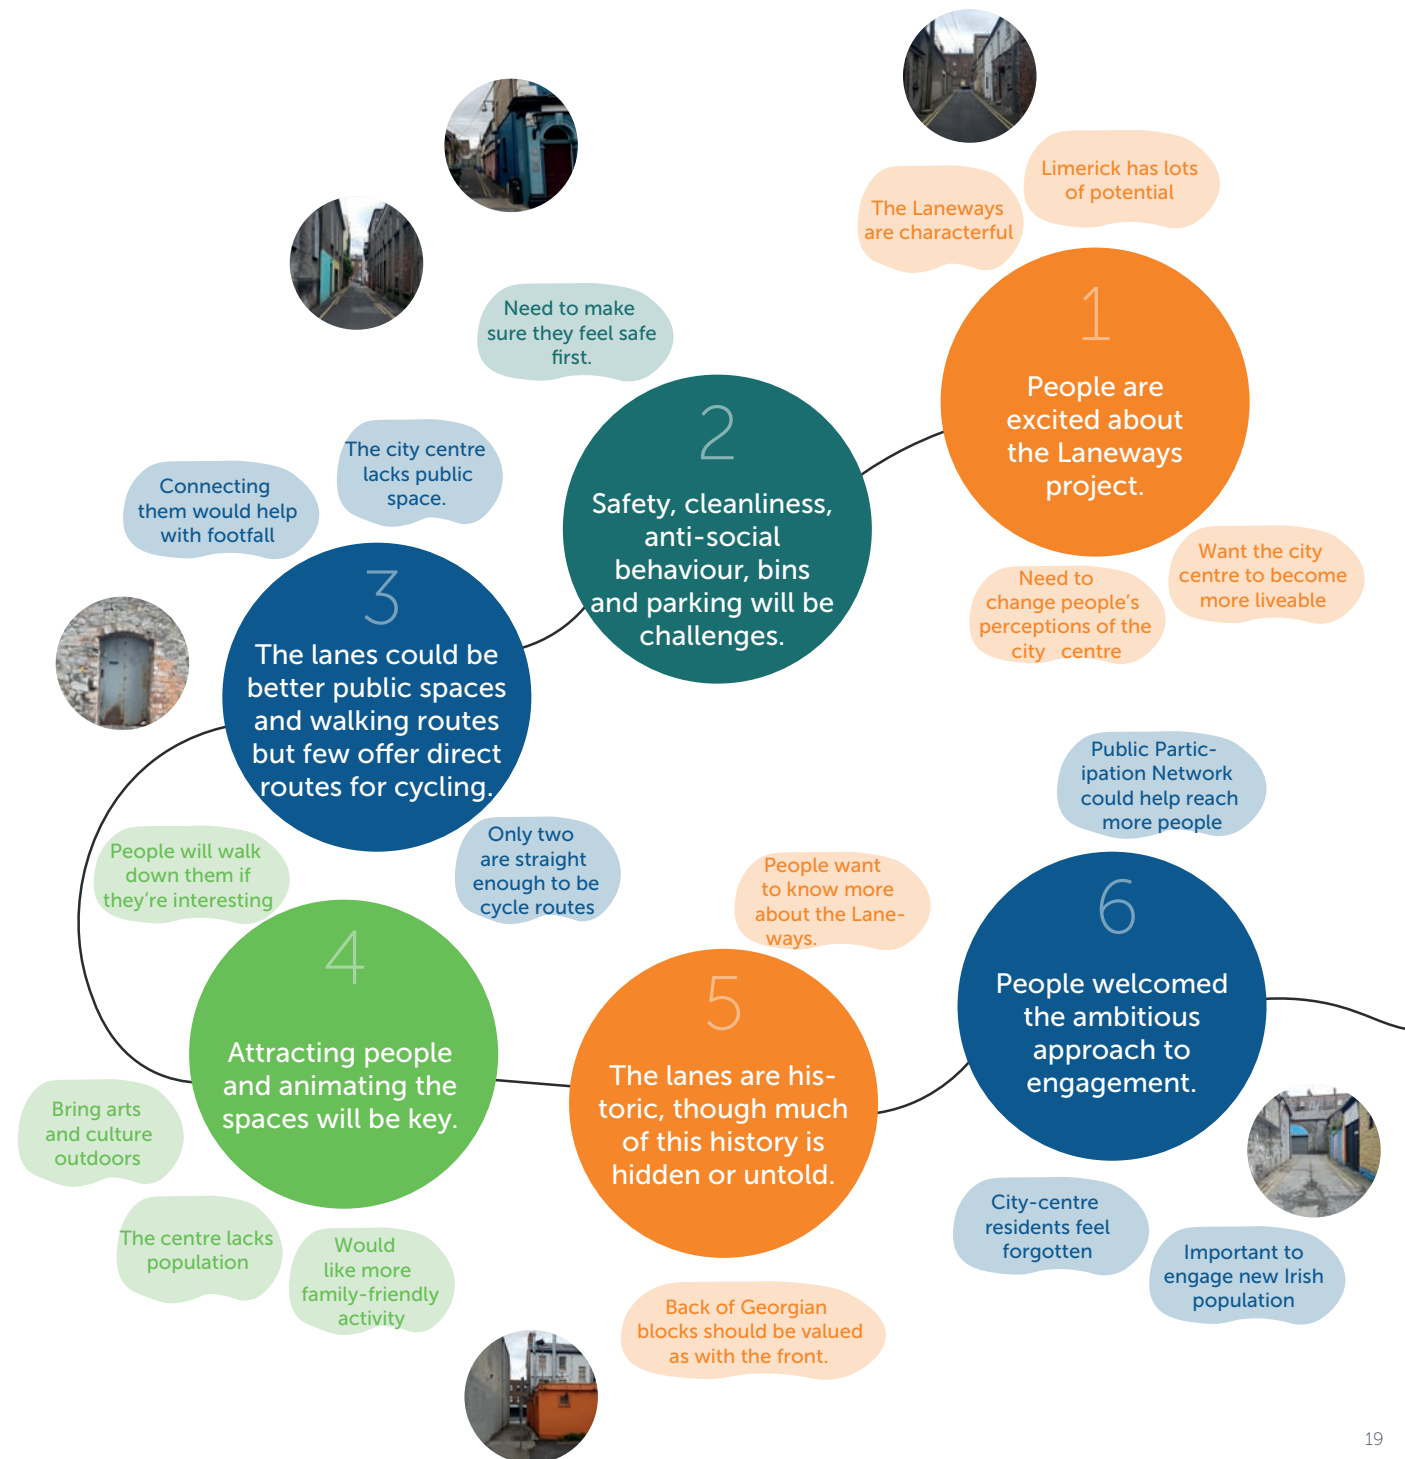 Limerick has lots
of potential
The Laneways
are characterful
1
People are
excited about
the Laneways
project.
Want the city
centre to become
more liveable
Need to
change people's
perceptions of the
city centre
Need to make
sure they feel safe
first.
2
Safety, cleanliness,
anti-social
behaviour, bins
and parking will be
challenges.
The city centre
lacks public
space.
Connecting
them would help
with footfall
3
The lanes could be
better public spaces
and walking routes
but few offer direct
routes for cycling.
Only two
are straight
enough to be
cycle routes
People will walk
down them if
they're interesting
4
Attracting people
and animating the
spaces will be key.
Bring arts
and culture
outdoors
The centre lacks
population
Would
like more
family-friendly
activity
People want
to know more
about the Lane-
ways.
5
The lanes are his-
toric, though much
of this history is
hidden or untold.
Back of Georgian
blocks should be valued
as with the front.
Public Partic-
ipation Network
could help reach
more people
6
People welcomed
the ambitious
approach to
engagement.
City-centre
residents feel
forgotten
Important to
engage new Irish
population
19